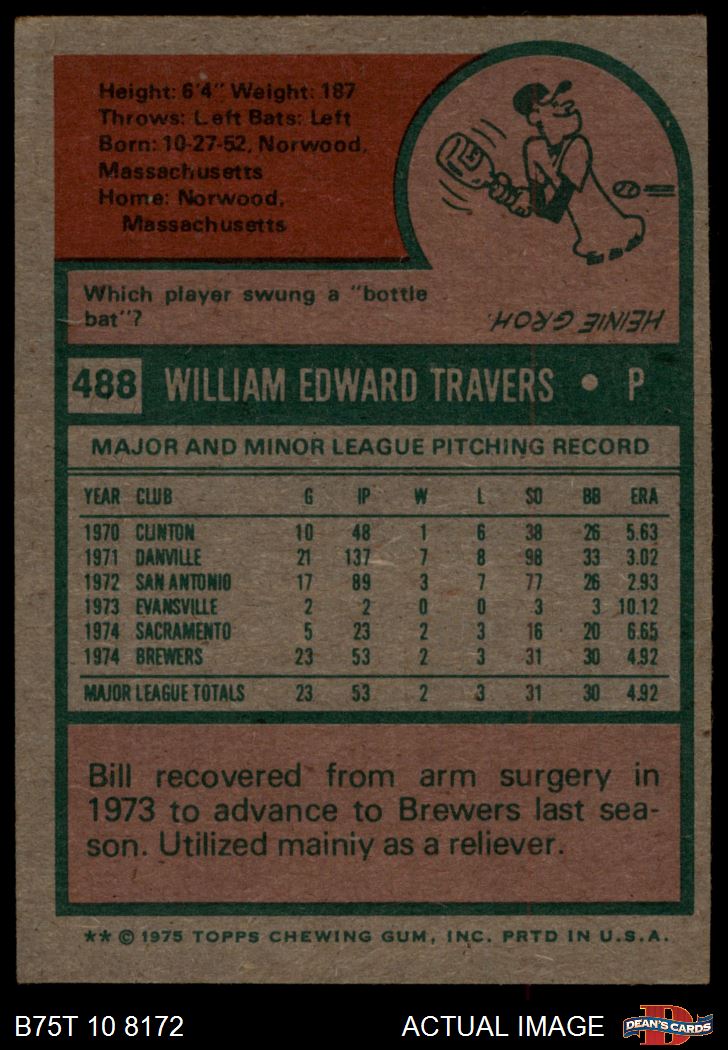 Height: 6'4" Weight: 187
Throws: Left Bats: Left
Born: 10-27-52, Norwood,
Massachusetts
Home: Norwood,
Massachusetts
Which player swung a "bottle
bat"?
HEINIE GROH.
488 WILLIAM EDWARD TRAVERS • P
MAJOR AND MINOR LEAGUE PITCHING RECORD
YEAR CLUB G IP W L SO BB ERA
1970 CLINTON 10 48 1 6 38 26 5.63
1971 DANVILLE 21 137 7 8 98 33 3.02
1972 SAN ANTONIO 17 89 3 7 77 26 2.93
1973 EVANSVILLE 2 2 0 0 3 3 10.12
1974 SACRAMENTO 5 23 2 3 16 20 6.65
1974 BREWERS 23 53 2 3 31 30 4.92
MAJOR LEAGUE TOTALS 23 53 2 3 31 30 4.92
Bill recovered from arm surgery in
1973 to advance to Brewers last sea-
son. Utilized mainiy as a reliever.
** © 1975 TOPPS CHEWING GUM, INC. PRTD IN U.S.A.
B75T 10 8172 ACTUAL IMAGE
D
DEAN'S CARDS